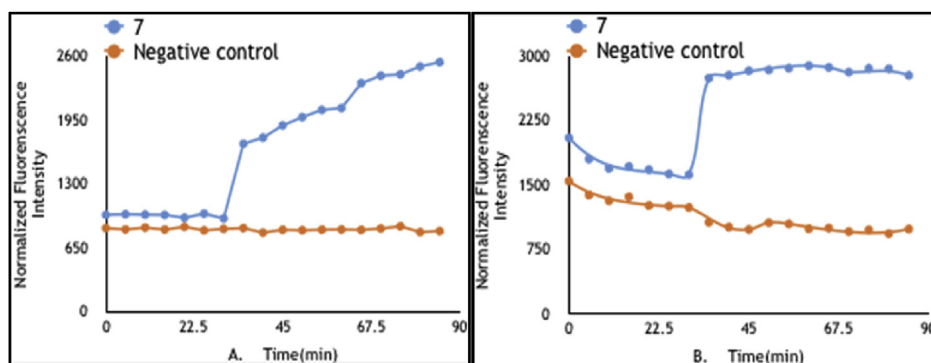 7
Negative control
2600
1950
1300
650
0
Normalized Fluorenscence
Intensity
0 22.5 45 67.5 90
A. Time(min)
7
Negative control
3000
2250
1500
750
0
Normalized Fluorenscence
Intensity
0 22.5 45 67.5 90
B. Time(min)